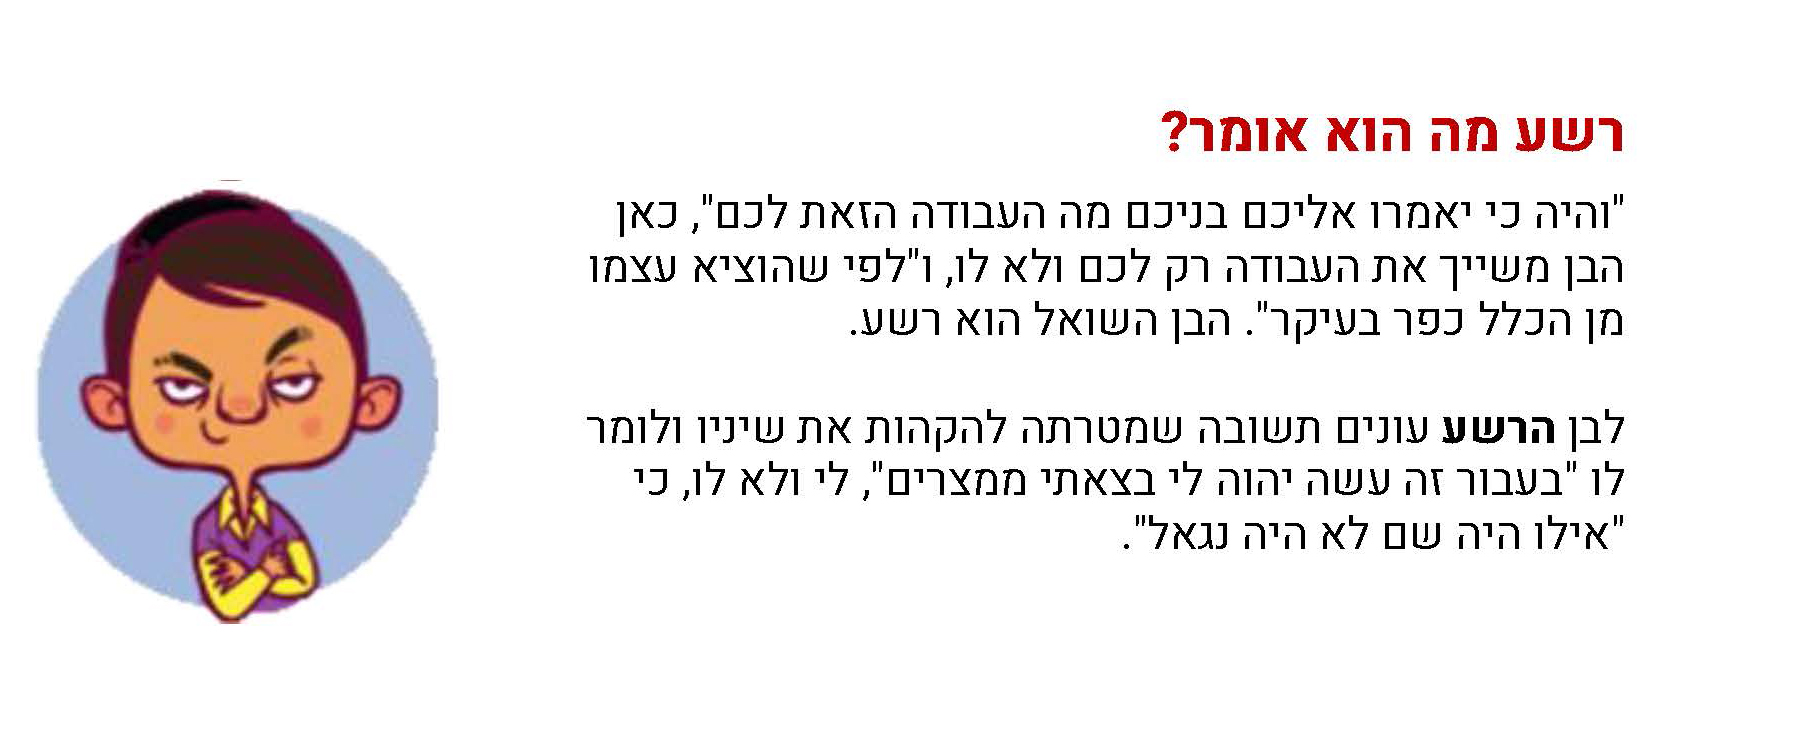 רשע מה הוא אומר?
"והיה כי יאמרו אליכם בניכם מה העבודה הזאת לכם", כאן
הבן משייך את העבודה רק לכם ולא לו, ו"לפי שהוציא עצמו
מן הכלל כפר בעיקר". הבן השואל הוא רשע.
לבן הרשע עונים תשובה שמטרתה להקהות את שיניו ולומר
לו "בעבור זה עשה יהוה לי בצאתי ממצרים", לי ולא לו, כי
"אילו היה שם לא היה נגאל".